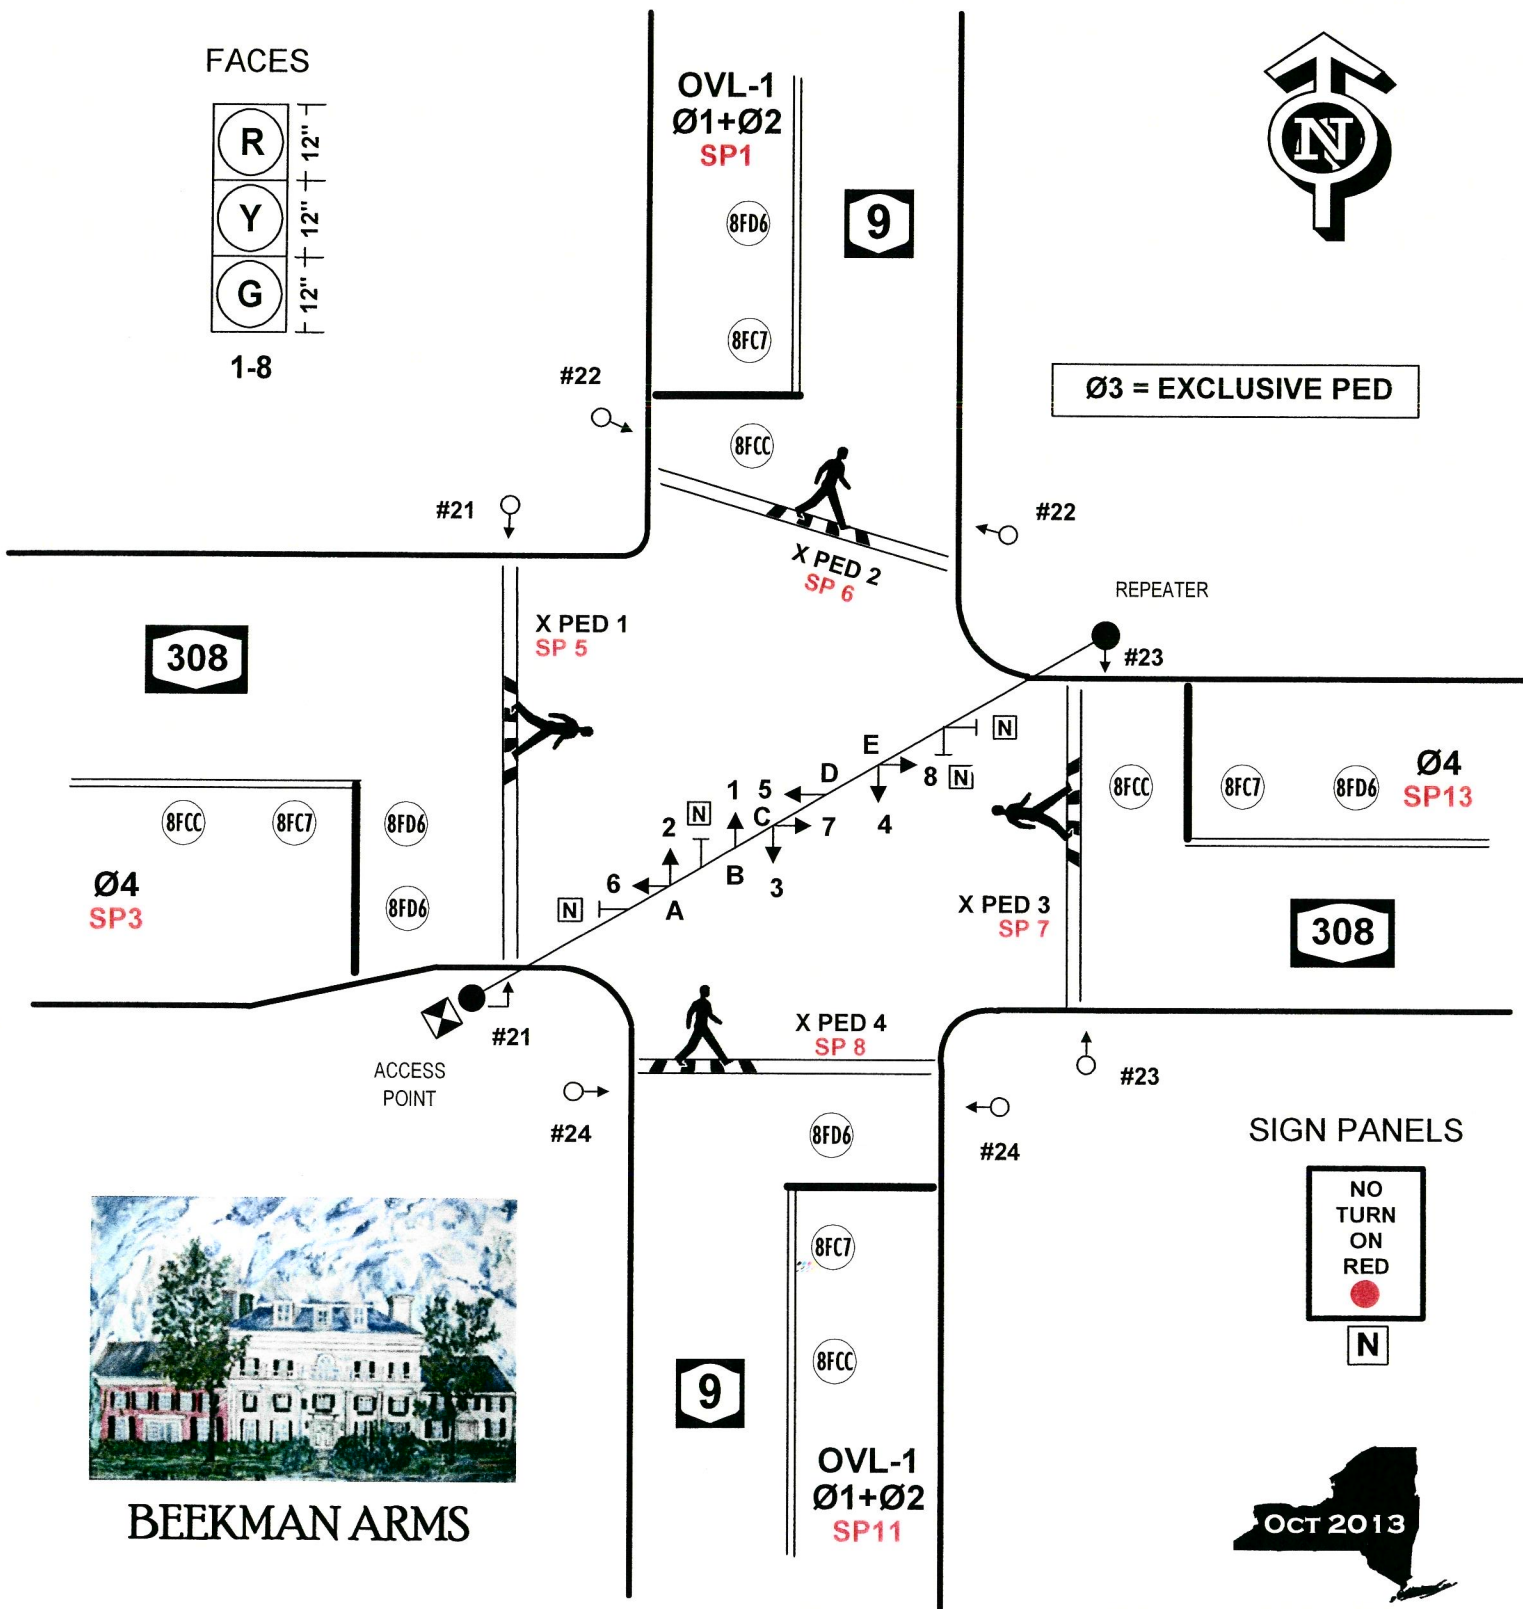 FACES
R
12"
Y
12"
G
12"
1-8
OVL-1
Ø1+Ø2
SP1
8FD6
9
8FC7
8FCC
N
Ø3 = EXCLUSIVE PED
#22
#21
#22
X PED 2
SP 6
REPEATER
#23
X PED 1
SP 5
308
Ø4
SP3
8FCC
8FC7
8FD6
8FD6
N
6
A
2
N
1
B
5
C
7
3
D
E
4
8
N
N
8FCC
8FC7
8FD6
Ø4
SP13
X PED 3
SP 7
308
#21
ACCESS
POINT
X PED 4
SP 8
#23
#24
#24
8FD6
8FC7
8FCC
9
OVL-1
Ø1+Ø2
SP11
SIGN PANELS
NO
TURN
ON
RED
N
BEEKMAN ARMS
OCT 2013